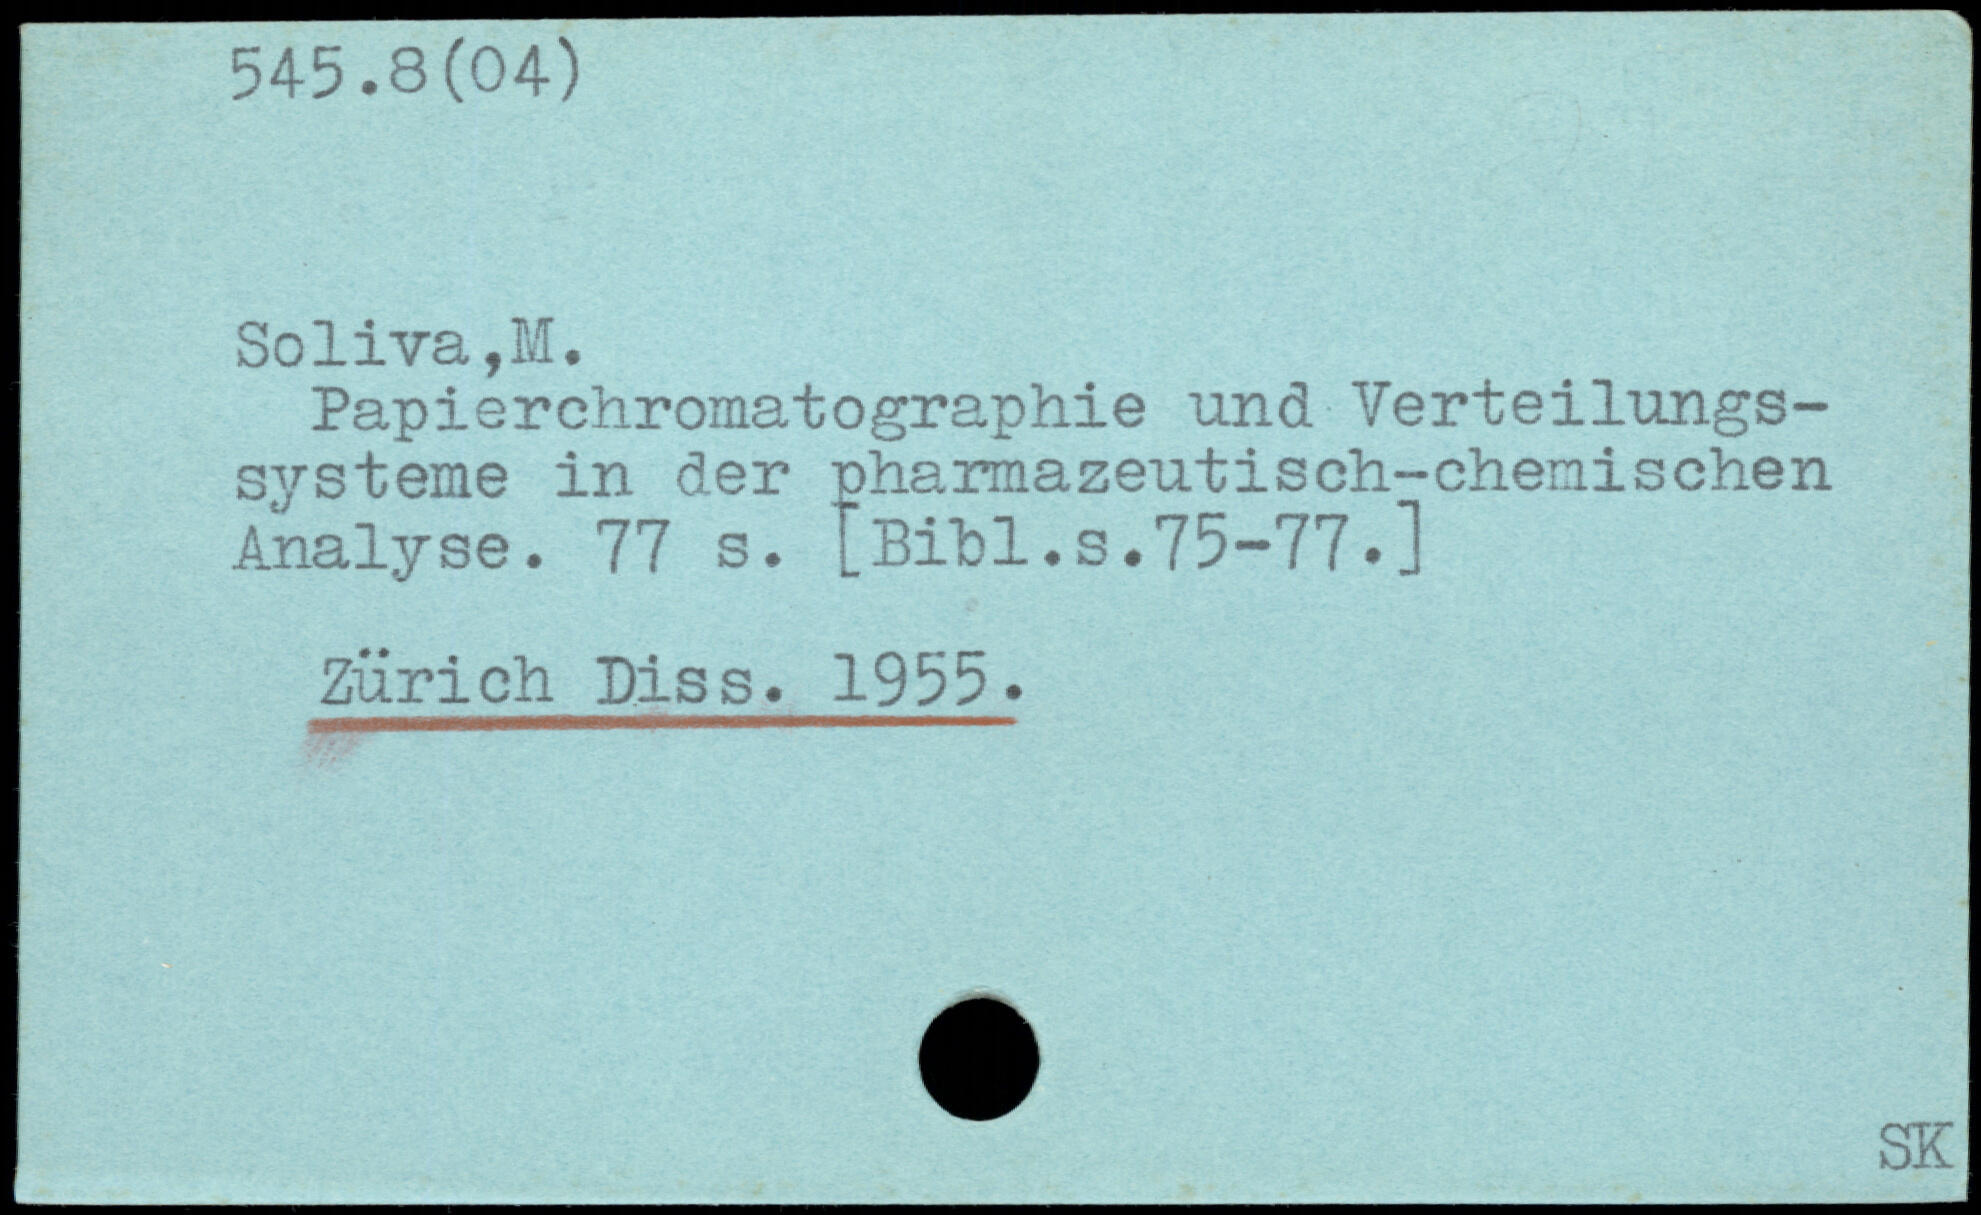 545.8(04)
Soliva,M.
Papierchromatographie und Verteilungs-
systeme in der pharmazeutisch-chemischen
Analyse. 77 s. [Bibl.s.75-77.]
Zürich Diss. 1955.
SK